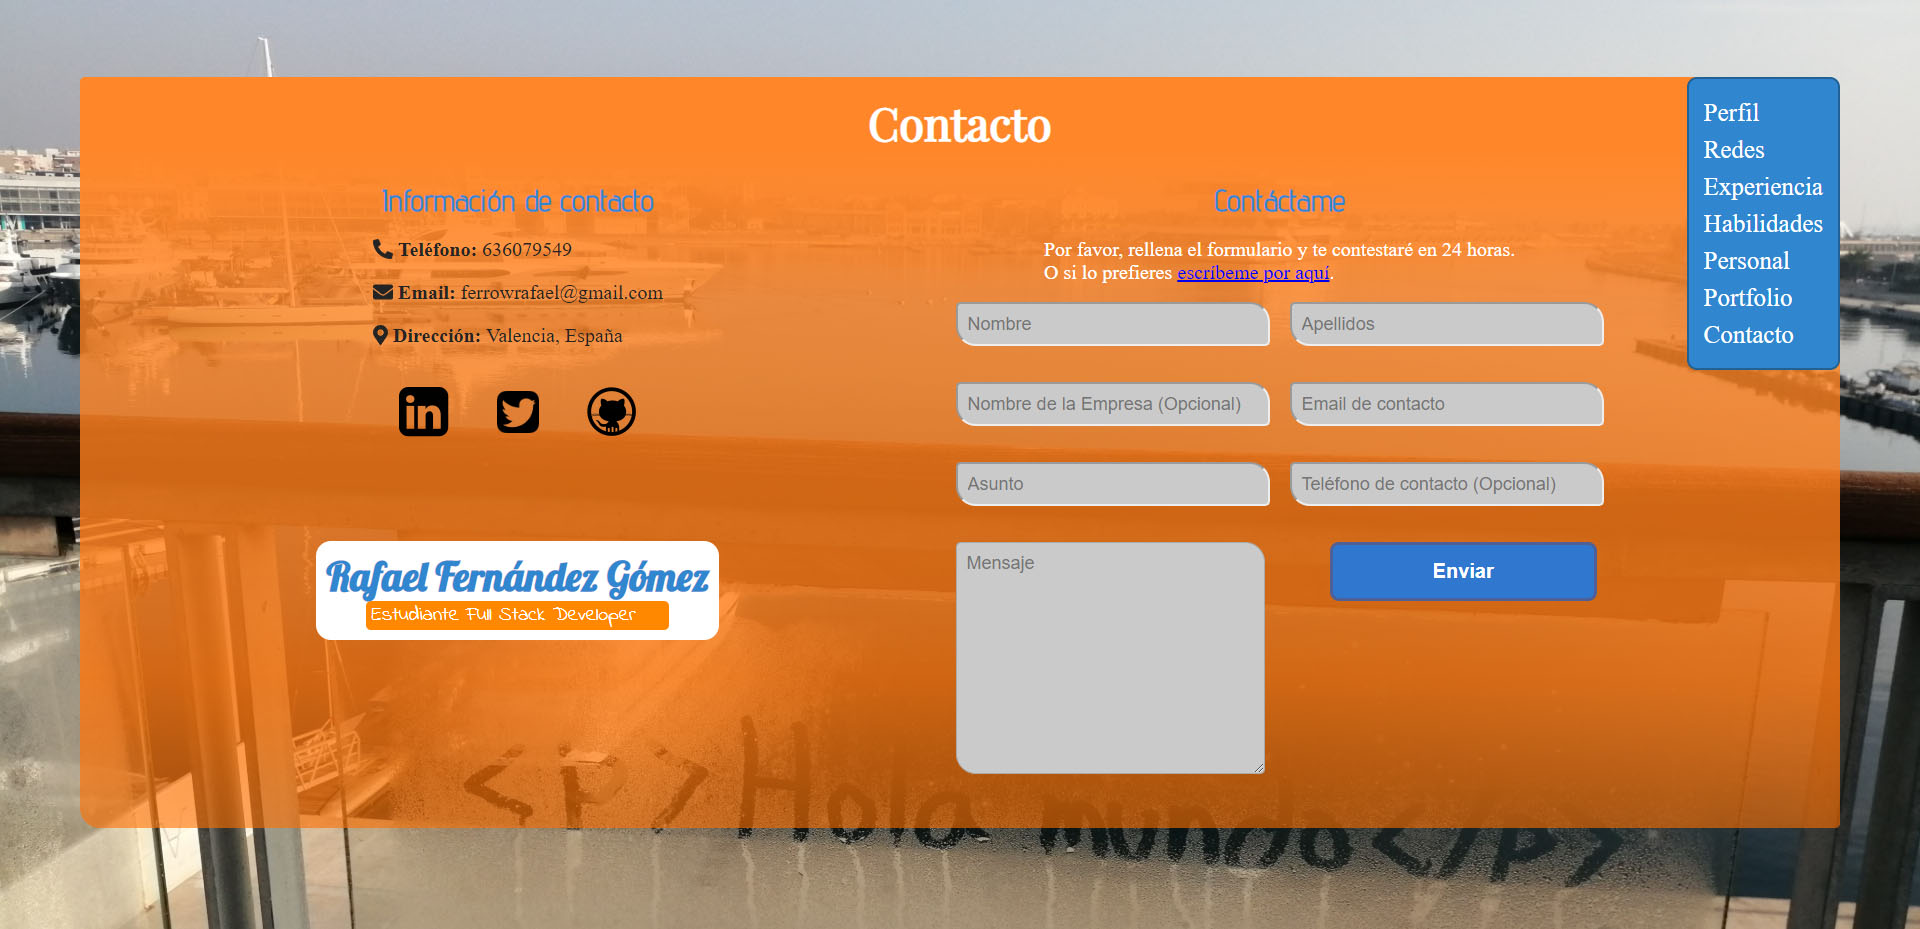 Contacto
Perfil
Redes
Experiencia
Habilidades
Personal
Portfolio
Contacto
Información de contacto
Teléfono: 636079549
Email: ferrowrafael@gmail.com
Dirección: Valencia, España
in
Rafael Fernández Gómez
Estudiante Full Stack Developer
Contáctame
Por favor, rellena el formulario y te contestaré en 24 horas.
O si lo prefieres escríbeme por aquí.
Nombre
Apellidos
Nombre de la Empresa (Opcional)
Email de contacto
Asunto
Teléfono de contacto (Opcional)
Mensaje
Enviar
<p>Hola mundo</p>